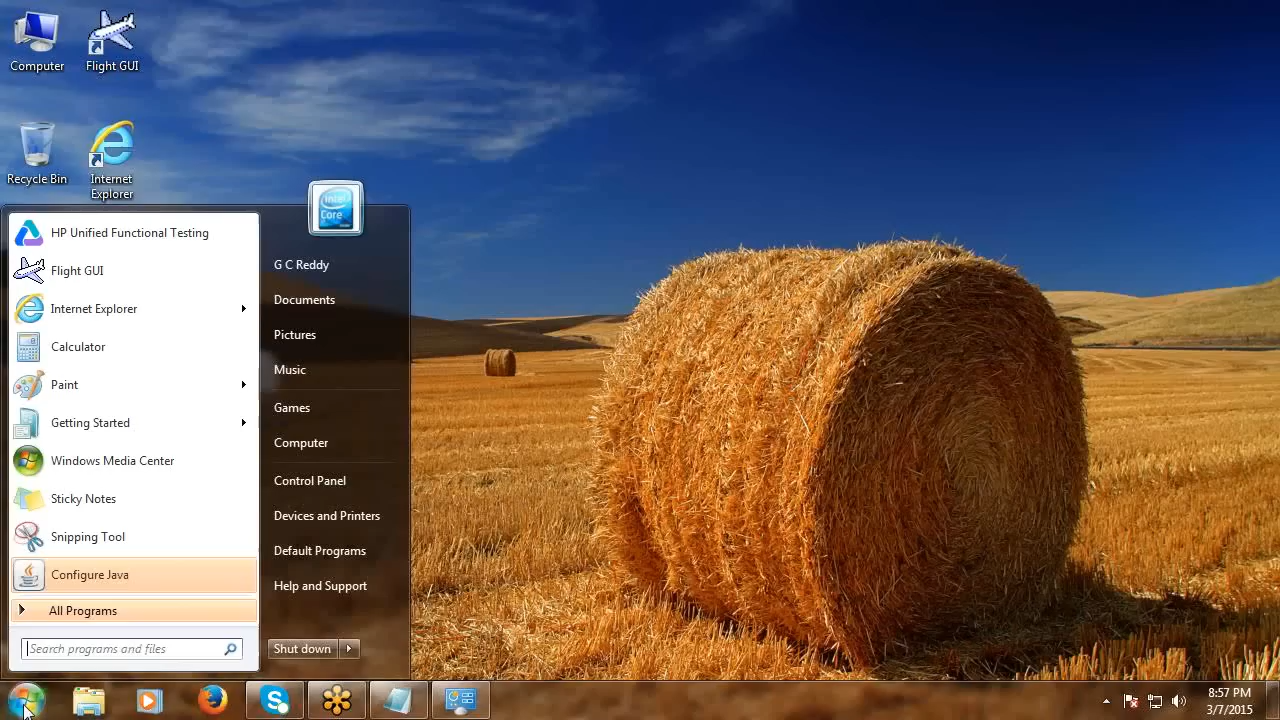 Computer
Flight GUI
Recycle Bin
Internet
Explorer
intel
Core
HP Unified Functional Testing
Flight GUI
Internet Explorer
Calculator
Paint
Getting Started
Windows Media Center
Sticky Notes
Snipping Tool
Configure Java
All Programs
Search programs and files
G C Reddy
Documents
Pictures
Music
Games
Computer
Control Panel
Devices and Printers
Default Programs
Help and Support
Shut down
8:57 PM
3/7/2015